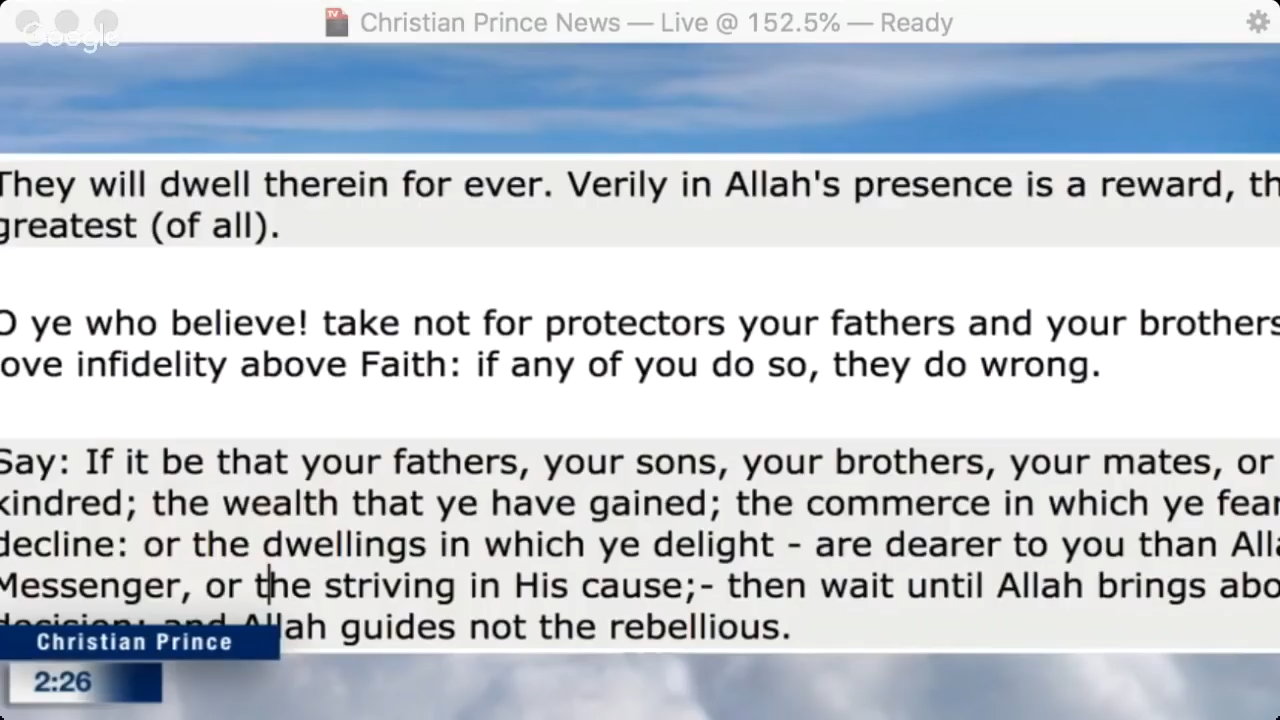 Google
Christian Prince News — Live @ 152.5% — Ready
They will dwell therein for ever. Verily in Allah's presence is a reward, th
greatest (of all).
O ye who believe! take not for protectors your fathers and your brothers
ove infidelity above Faith: if any of you do so, they do wrong.
Say: If it be that your fathers, your sons, your brothers, your mates, or
kindred; the wealth that ye have gained; the commerce in which ye fear
decline: or the dwellings in which ye delight - are dearer to you than Alla
Messenger, or the striving in His cause;- then wait until Allah brings abo
decision: and Allah guides not the rebellious.
Christian Prince
2:26